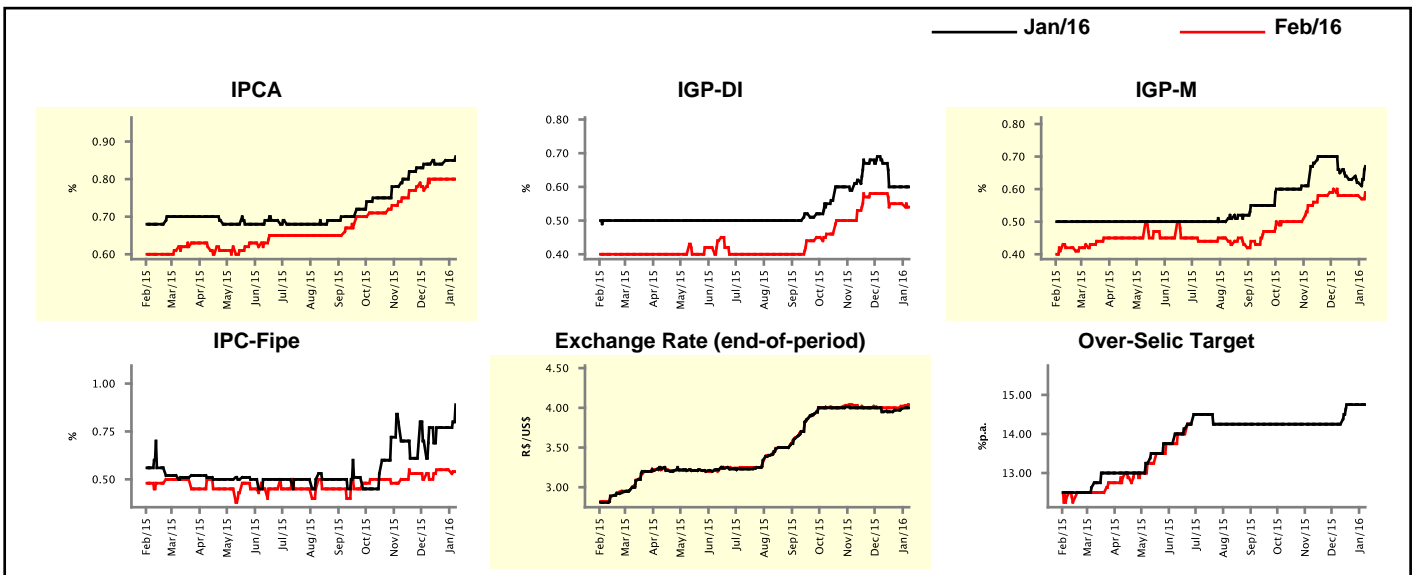 Jan/16 Feb/16
IPCA
0.90
0.80
0.70
0.60
%
Feb/15 Mar/15 Apr/15 May/15 Jun/15 Jul/15 Aug/15 Sep/15 Oct/15 Nov/15 Dec/15 Jan/16
IGP-DI
0.80
0.70
0.60
0.50
0.40
%
Feb/15 Mar/15 Apr/15 May/15 Jun/15 Jul/15 Aug/15 Sep/15 Oct/15 Nov/15 Dec/15 Jan/16
IGP-M
0.80
0.70
0.60
0.50
0.40
%
Feb/15 Mar/15 Apr/15 May/15 Jun/15 Jul/15 Aug/15 Sep/15 Oct/15 Nov/15 Dec/15 Jan/16
IPC-Fipe
1.00
0.75
0.50
%
Feb/15 Mar/15 Apr/15 May/15 Jun/15 Jul/15 Aug/15 Sep/15 Oct/15 Nov/15 Dec/15 Jan/16
Exchange Rate (end-of-period)
4.50
4.00
3.50
3.00
R$/US$
Feb/15 Mar/15 Apr/15 May/15 Jun/15 Jul/15 Aug/15 Sep/15 Oct/15 Nov/15 Dec/15 Jan/16
Over-Selic Target
15.00
14.00
13.00
%p.a.
Feb/15 Mar/15 Apr/15 May/15 Jun/15 Jul/15 Aug/15 Sep/15 Oct/15 Nov/15 Dec/15 Jan/16